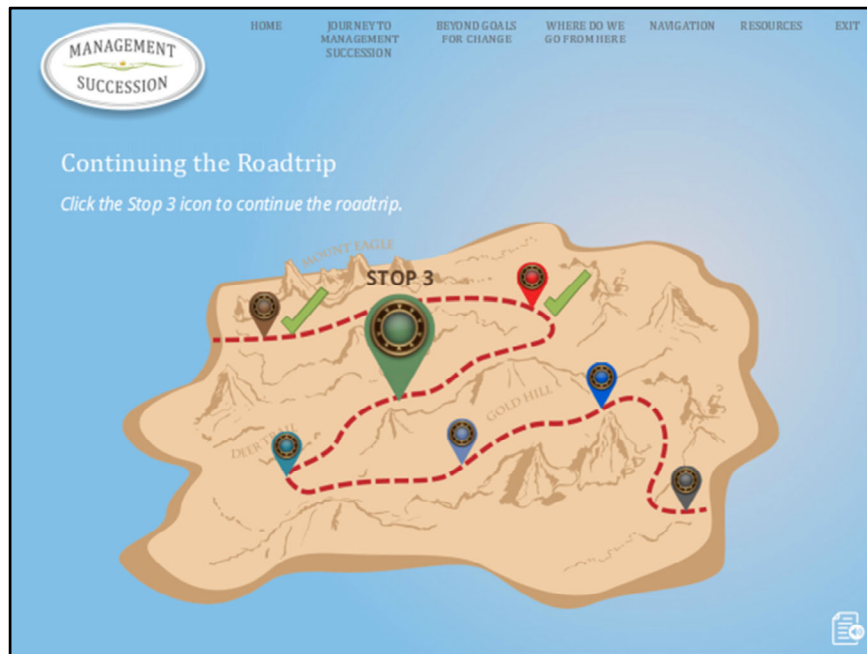 MANAGEMENT
SUCCESSION
HOME
JOURNEY TO
MANAGEMENT
SUCCESSION
BEYOND GOALS
FOR CHANGE
WHERE DO WE
GO FROM HERE
NAVIGATION
RESOURCES
EXIT
Continuing the Roadtrip
Click the Stop 3 icon to continue the roadtrip.
MOUNT EAGLE
STOP 3
GOLD HILL
DEER TRAIL